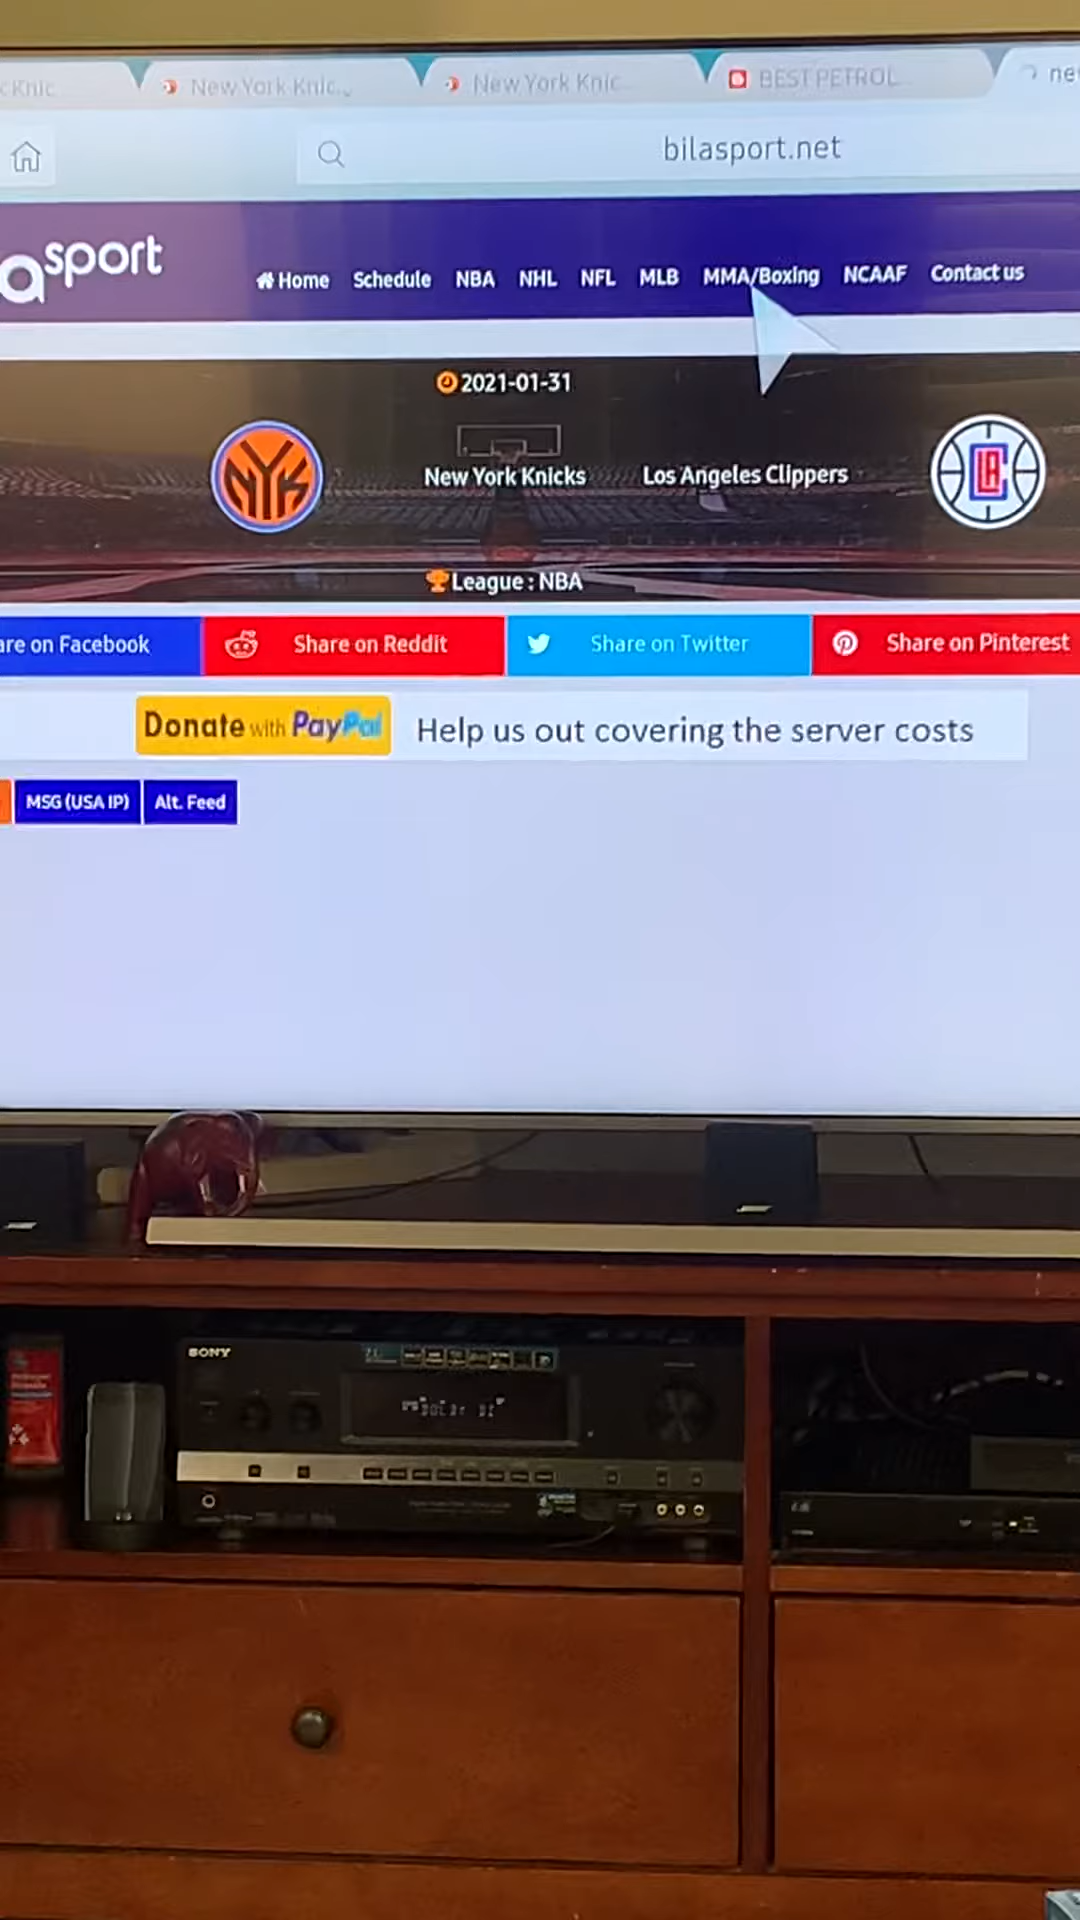 New York Knic...
New York Knic...
BEST PETROL...
bilasport.net
asport
Home Schedule NBA NHL NFL MLB MMA/Boxing NCAAF Contact us
2021-01-31
NYK
New York Knicks Los Angeles Clippers
LAC
League : NBA
are on Facebook Share on Reddit Share on Twitter Share on Pinterest
Donate with PayPal Help us out covering the server costs
MSG (USA IP) Alt. Feed
SONY